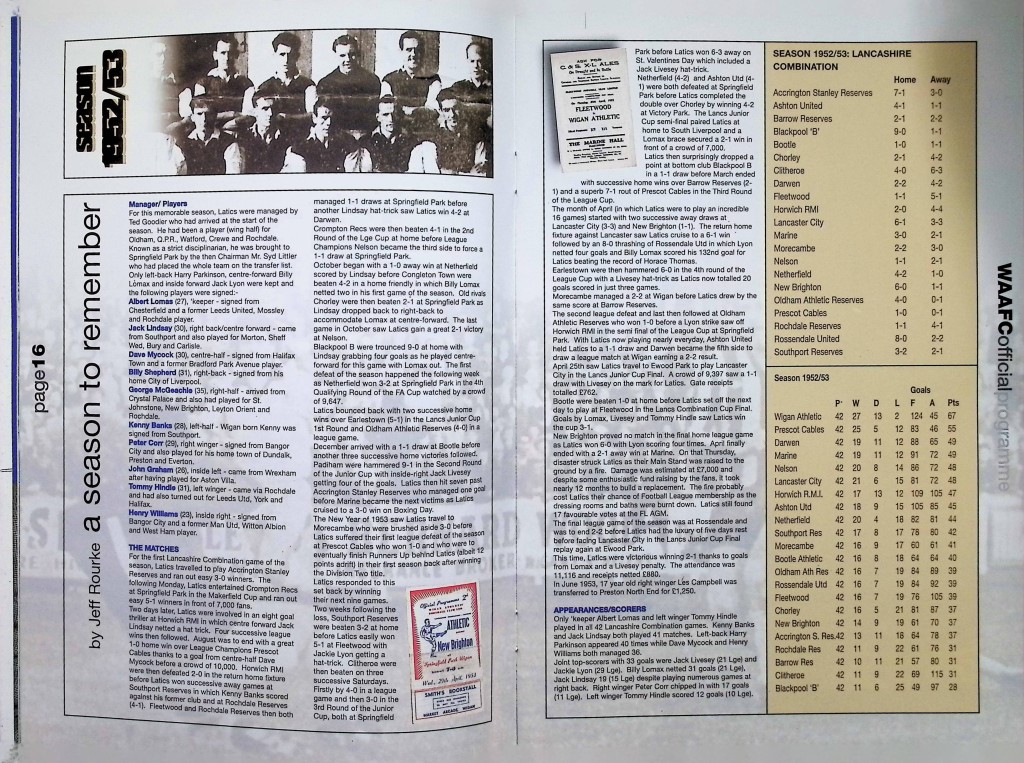 season
1952/53
page16
a season to remember
by Jeff Rourke
Manager/ Players
For this memorable season, Latics were managed by
Ted Goodier who had arrived at the start of the
season. He had been a player (wing half) for
Oldham, Q.P.R., Watford, Crewe and Rochdale.
Known as a strict disciplinarian, he was brought to
Springfield Park by the then Chairman Mr. Syd Littler
who had placed the whole team on the transfer list.
Only left-back Harry Parkinson, centre-forward Billy
Lomax and inside forward Jack Lyon were kept and
the following players were signed:-
Albert Lomas (27), 'keeper - signed from
Chesterfield and a former Leeds United, Mossley
and Rochdale player.
Jack Lindsay (30), right back/centre forward - came
from Southport and also played for Morton, Sheff
Wed, Bury and Carlisle.
Dave Mycock (30), centre-half - signed from Halifax
Town and a former Bradford Park Avenue player.
Billy Shepherd (31), right-back - signed from his
home City of Liverpool.
George McGeachie (35), right-half - arrived from
Crystal Palace and also had played for St.
Johnstone, New Brighton, Leyton Orient and
Rochdale.
Kenny Banks (28), left-half - Wigan born Kenny was
signed from Southport.
Peter Corr (29), right winger - signed from Bangor
City and also played for his home town of Dundalk,
Preston and Everton.
John Graham (26), inside left - came from Wrexham
after having played for Aston Villa.
Tommy Hindle (31), left winger - came via Rochdale
and had also turned out for Leeds Utd, York and
Halifax.
Henry Williams (23), inside right - signed from
Bangor City and a former Man Utd, Witton Albion
and West Ham player.
THE MATCHES
For the first Lancashire Combination game of the
season, Latics travelled to play Accrington Stanley
Reserves and ran out easy 3-0 winners. The
following Monday, Latics entertained Crompton Recs
at Springfield Park in the Makerfield Cup and ran out
easy 5-1 winners in front of 7,000 fans.
Two days later, Latics were involved in an eight goal
thriller at Horwich RMI in which centre forward Jack
Lindsay netted a hat trick. Four successive league
wins then followed. August was to end with a great
1-0 home win over League Champions Prescot
Cables thanks to a goal from centre-half Dave
Mycock before a crowd of 10,000. Horwich RMI
were then defeated 2-0 in the return home fixture
before Latics won successive away games at
Southport Reserves in which Kenny Banks scored
against his former club and at Rochdale Reserves
(4-1). Fleetwood and Rochdale Reserves then both
managed 1-1 draws at Springfield Park before
another Lindsay hat-trick saw Latics win 4-2 at
Darwen.
Crompton Recs were then beaten 4-1 in the 2nd
Round of the Lge Cup at home before League
Champions Nelson became the third side to force a
1-1 draw at Springfield Park.
October began with a 1-0 away win at Netherfield
scored by Lindsay before Congleton Town were
beaten 4-2 in a home friendly in which Billy Lomax
netted two in his first game of the season. Old rivals
Chorley were then beaten 2-1 at Springfield Park as
Lindsay dropped back to right-back to
accommodate Lomax at centre-forward. The last
game in October saw Latics gain a great 2-1 victory
at Nelson.
Blackpool B were trounced 9-0 at home with
Lindsay grabbing four goals as he played centre-
forward for this game with Lomax out. The first
defeat of the season happened the following week
as Netherfield won 3-2 at Springfield Park in the 4th
Qualifying Round of the FA Cup watched by a crowd
of 9,647.
Latics bounced back with two successive home
wins over Earlestown (5-1) in the Lancs Junior Cup
1st Round and Oldham Athletic Reserves (4-0) in a
league game.
December arrived with a 1-1 draw at Bootle before
another three successive home victories followed.
Padiham were hammered 9-1 in the Second Round
of the Junior Cup with inside-right Jack Livesey
getting four of the goals. Latics then hit seven past
Accrington Stanley Reserves who managed one goal
before Marine became the next victims as Latics
cruised to a 3-0 win on Boxing Day.
The New Year of 1953 saw Latics travel to
Morecambe who were brushed aside 3-0 before
Latics suffered their first league defeat of the season
at Prescot Cables who won 1-0 and who were to
eventually finish Runners Up behind Latics (albeit 12
points adrift) in their first season back after winning
the Division Two title.
Latics responded to this
set back by winning
their next nine games.
Two weeks following the
loss, Southport Reserves
were beaten 3-2 at home
before Latics easily won
5-1 at Fleetwood with
Jackie Lyon getting a
hat-trick. Clitheroe were
then beaten on three
successive Saturdays.
Firstly by 4-0 in a league
game and then 3-0 in the
3rd Round of the Junior
Cup, both at Springfield
Official Programme 2d
WIGAN ATHLETIC
ATHLETIC
New Brighton
Springfield Park Wigan
Wed., 29th April, 1953
SMITH'S BOOKSTALL
MARKET ARCADE, WIGAN
ASK FOR
C. & S. X-L ALES
On Draught and in Bottle
FLEETWOOD
v
WIGAN ATHLETIC
THE MARINE HALL
Park before Latics won 6-3 away on
St. Valentines Day which included a
Jack Livesey hat-trick.
Netherfield (4-2) and Ashton Utd (4-
1) were both defeated at Springfield
Park before Latics completed the
double over Chorley by winning 4-2
at Victory Park. The Lancs Junior
Cup semi-final paired Latics at
home to South Liverpool and a
Lomax brace secured a 2-1 win in
front of a crowd of 7,000.
Latics then surprisingly dropped a
point at bottom club Blackpool B
in a 1-1 draw before March ended
with successive home wins over Barrow Reserves (2-
1) and a superb 7-1 rout of Prescot Cables in the Third Round
of the League Cup.
The month of April (in which Latics were to play an incredible
16 games) started with two successive away draws at
Lancaster City (3-3) and New Brighton (1-1). The return home
fixture against Lancaster saw Latics cruise to a 6-1 win
followed by an 8-0 thrashing of Rossendale Utd in which Lyon
netted four goals and Billy Lomax scored his 132nd goal for
Latics beating the record of Horace Thomas.
Earlestown were then hammered 6-0 in the 4th round of the
League Cup with a Livesey hat-trick as Latics now totalled 20
goals scored in just three games.
Morecambe managed a 2-2 at Wigan before Latics drew by the
same score at Barrow Reserves.
The second league defeat and last then followed at Oldham
Athletic Reserves who won 1-0 before a Lyon strike saw off
Horwich RMI in the semi final of the League Cup at Springfield
Park. With Latics now playing nearly everyday, Ashton United
held Latics to a 1-1 draw and Darwen became the fifth side to
draw a league match at Wigan earning a 2-2 result.
April 25th saw Latics travel to Ewood Park to play Lancaster
City in the Lancs Junior Cup Final. A crowd of 9,397 saw a 1-1
draw with Livesey on the mark for Latics. Gate receipts
totalled £762.
Bootle were beaten 1-0 at home before Latics set off the next
day to play at Fleetwood in the Lancs Combination Cup Final.
Goals by Lomax, Livesey and Tommy Hindle saw Latics win
the cup 3-1.
New Brighton proved no match in the final home league game
as Latics won 6-0 with Lyon scoring four times. April finally
ended with a 2-1 away win at Marine. On that Thursday,
disaster struck Latics as their Main Stand was raised to the
ground by a fire. Damage was estimated at £7,000 and
despite some enthusiastic fund raising by the fans, it took
nearly 12 months to build a replacement. The fire probably
cost Latics their chance of Football League membership as the
dressing rooms and baths were burnt down. Latics still found
17 favourable votes at the FL AGM.
The final league game of the season was at Rossendale and
was to end 2-2 before Latics had the luxury of five days rest
before facing Lancaster City in the Lancs Junior Cup Final
replay again at Ewood Park.
This time, Latics were victorious winning 2-1 thanks to goals
from Lomax and a Livesey penalty. The attendance was
11,116 and receipts netted £880.
In June 1953, 17 year old right winger Les Campbell was
transferred to Preston North End for £1,250.
APPEARANCES/SCORERS
Only 'keeper Albert Lomas and left winger Tommy Hindle
played in all 42 Lancashire Combination games. Kenny Banks
and Jack Lindsay both played 41 matches. Left-back Harry
Parkinson appeared 40 times while Dave Mycock and Henry
Williams both managed 36.
Joint top-scorers with 33 goals were Jack Livesey (21 Lge) and
Jackie Lyon (29 Lge). Billy Lomax netted 31 goals (21 Lge),
Jack Lindsay 19 (15 Lge) despite playing numerous games at
right back. Right winger Peter Corr chipped in with 17 goals
(11 Lge). Left winger Tommy Hindle scored 12 goals (10 Lge).
SEASON 1952/53: LANCASHIRE
COMBINATION
Home Away
Accrington Stanley Reserves 7-1 3-0
Ashton United 4-1 1-1
Barrow Reserves 2-1 2-2
Blackpool 'B' 9-0 1-1
Bootle 1-0 1-1
Chorley 2-1 4-2
Clitheroe 4-0 6-3
Darwen 2-2 4-2
Fleetwood 1-1 5-1
Horwich RMI 2-0 4-4
Lancaster City 6-1 3-3
Marine 3-0 2-1
Morecambe 2-2 3-0
Nelson 1-1 2-1
Netherfield 4-2 1-0
New Brighton 6-0 1-1
Oldham Athletic Reserves 4-0 0-1
Prescot Cables 1-0 0-1
Rochdale Reserves 1-1 4-1
Rossendale United 8-0 2-2
Southport Reserves 3-2 2-1
Season 1952/53
Goals
P W D L F A Pts
Wigan Athletic 42 27 13 2 124 45 67
Prescot Cables 42 25 5 12 83 46 55
Darwen 42 19 11 12 88 65 49
Marine 42 19 11 12 91 72 49
Nelson 42 20 8 14 86 72 48
Lancaster City 42 21 6 15 81 72 48
Horwich R.M.I. 42 17 13 12 109 105 47
Ashton Utd 42 18 9 15 105 85 45
Netherfield 42 20 4 18 82 81 44
Southport Res 42 17 8 17 78 80 42
Morecambe 42 16 9 17 60 61 41
Bootle Athletic 42 16 8 18 64 64 40
Oldham Ath Res 42 16 7 19 84 89 39
Rossendale Utd 42 16 7 19 84 92 39
Fleetwood 42 16 7 19 76 105 39
Chorley 42 16 5 21 81 87 37
New Brighton 42 14 9 19 61 70 37
Accrington S. Res. 42 13 11 18 64 78 37
Rochdale Res 42 11 9 22 61 76 31
Barrow Res 42 10 11 21 57 80 31
Clitheroe 42 11 9 22 69 115 31
Blackpool 'B' 42 11 6 25 49 97 28
WAAFCofficialprogramme